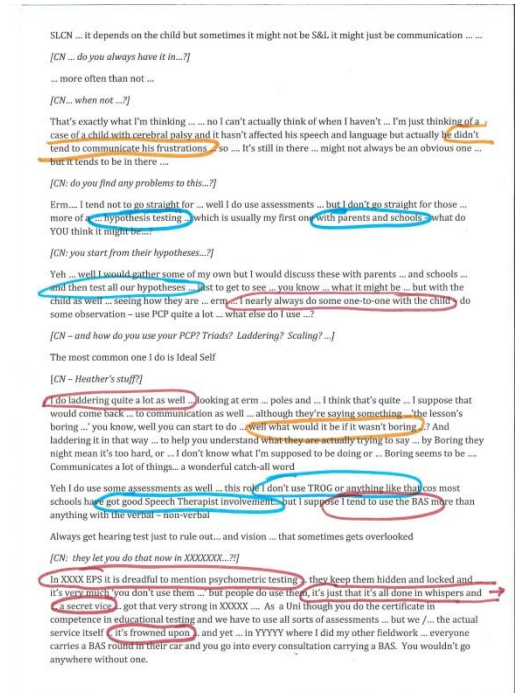 SLCN ... it depends on the child but sometimes it might not be S&L it might just be communication ... ...
[CN ... do you always have it in...?]
... more often than not ...
[CN... when not ...?]
That's exactly what I'm thinking ... ... no I can't actually think of when I haven't ... I'm just thinking of a
case of a child with cerebral palsy and it hasn't affected his speech and language but actually he didn't
tend to communicate his frustrations ... so .... It's still in there ... might not always be an obvious one ...
but it tends to be in there ....
[CN: do you find any problems to this...?]
Erm.... I tend not to go straight for ... well I do use assessments ... but I don't go straight for those ...
more of a ... hypothesis testing ... which is usually my first one with parents and schools ... what do
YOU think it might be...?
[CN: you start from their hypotheses...?]
Yeh ... well I would gather some of my own but I would discuss these with parents ... and schools ...
and then test all our hypotheses ... just to get to see ... you know ... what it might be ... but with the
child as well ... seeing how they are ... erm ... I nearly always do some one-to-one with the child ... do
some observation – use PCP quite a lot ... what else do I use ...?
[CN – and how do you use your PCP? Triads? Laddering? Scaling? ...]
The most common one I do is Ideal Self
[CN – Heather's stuff?]
I do laddering quite a lot as well ... looking at erm ... poles and ... I think that's quite ... I suppose that
would come back ... to communication as well ... although they're saying something ... 'the lesson's
boring ...' you know, well you can start to do ... well what would it be if it wasn't boring ...? And
laddering it in that way ... to help you understand what they are actually trying to say ... by Boring they
night mean it's too hard, or ... I don't know what I'm supposed to be doing or ... Boring seems to be ....
Communicates a lot of things... a wonderful catch-all word
Yeh I do use some assessments as well ... this role I don't use TROG or anything like that cos most
schools have got good Speech Therapist involvement... but I suppose I tend to use the BAS more than
anything with the verbal – non-verbal
Always get hearing test just to rule out... and vision ... that sometimes gets overlooked
[CN: they let you do that now in XXXXXXX...?!]
In XXXX EPS it is dreadful to mention psychometric testing ... they keep them hidden and locked and ...
it's very much 'you don't use them ...' but people do use them, it's just that it's all done in whispers and
a secret vice ... got that very strong in XXXXX .... As a Uni though you do the certificate in
competence in educational testing and we have to use all sorts of assessments ... but we /... the actual
service itself ... it's frowned upon ... and yet ... in YYYYY where I did my other fieldwork ... everyone
carries a BAS round in their car and you go into every consultation carrying a BAS. You wouldn't go
anywhere without one.